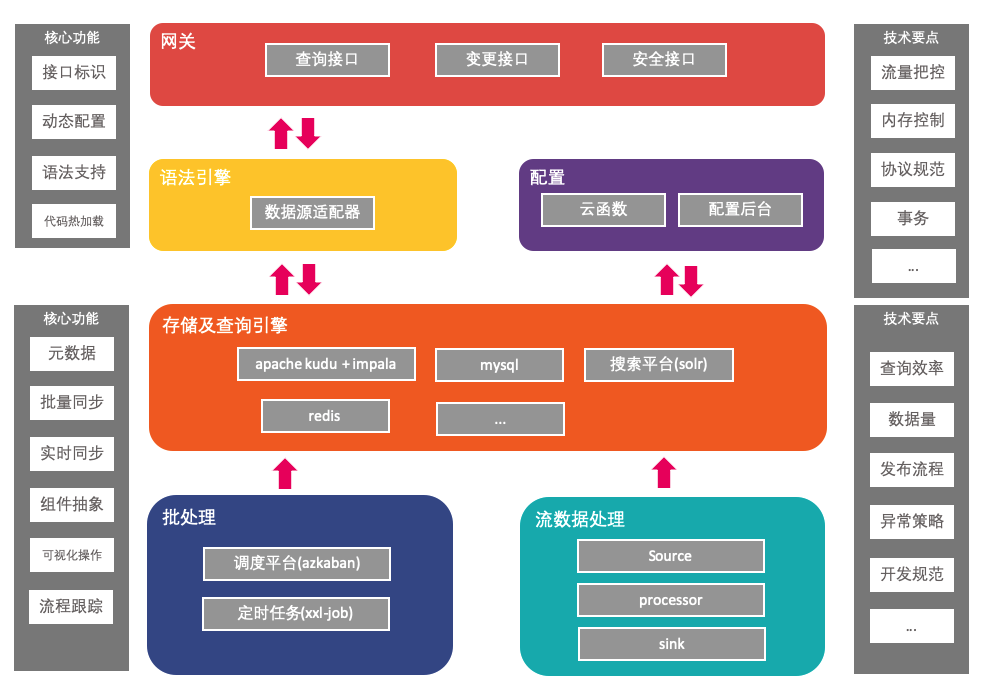 核心功能
接口标识
动态配置
语法支持
代码热加载
网关
查询接口
变更接口
安全接口
语法引擎
数据源适配器
配置
云函数
配置后台
技术要点
流量把控
内存控制
协议规范
事务
...
核心功能
元数据
批量同步
实时同步
组件抽象
可视化操作
流程跟踪
存储及查询引擎
apache kudu + impala
mysql
搜索平台(solr)
redis
...
批处理
调度平台(azkaban)
定时任务(xxl-job)
流数据处理
Source
processor
sink
技术要点
查询效率
数据量
发布流程
异常策略
开发规范
...